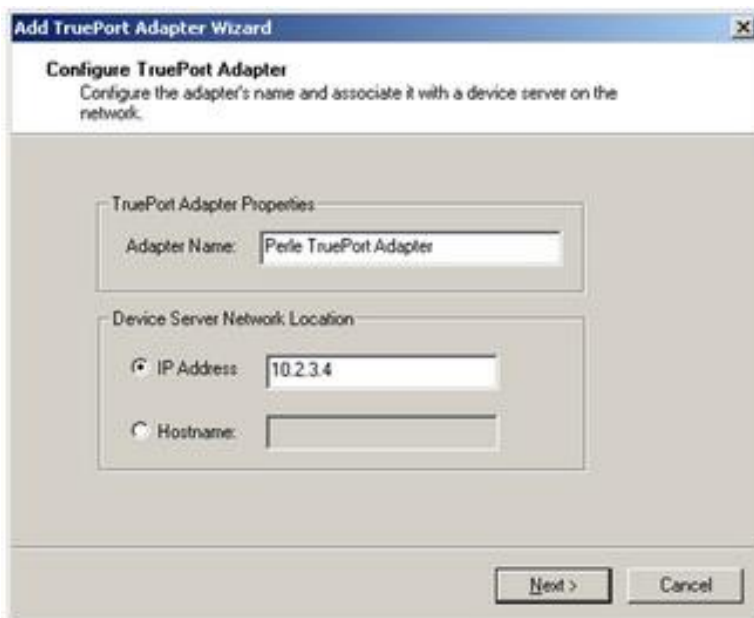 Add TruePort Adapter Wizard
Configure TruePort Adapter
Configure the adapter's name and associate it with a device server on the
network.
TruePort Adapter Properties
Adapter Name: Perle TruePort Adapter
Device Server Network Location
IP Address 10.2.3.4
Hostname:
Next > Cancel